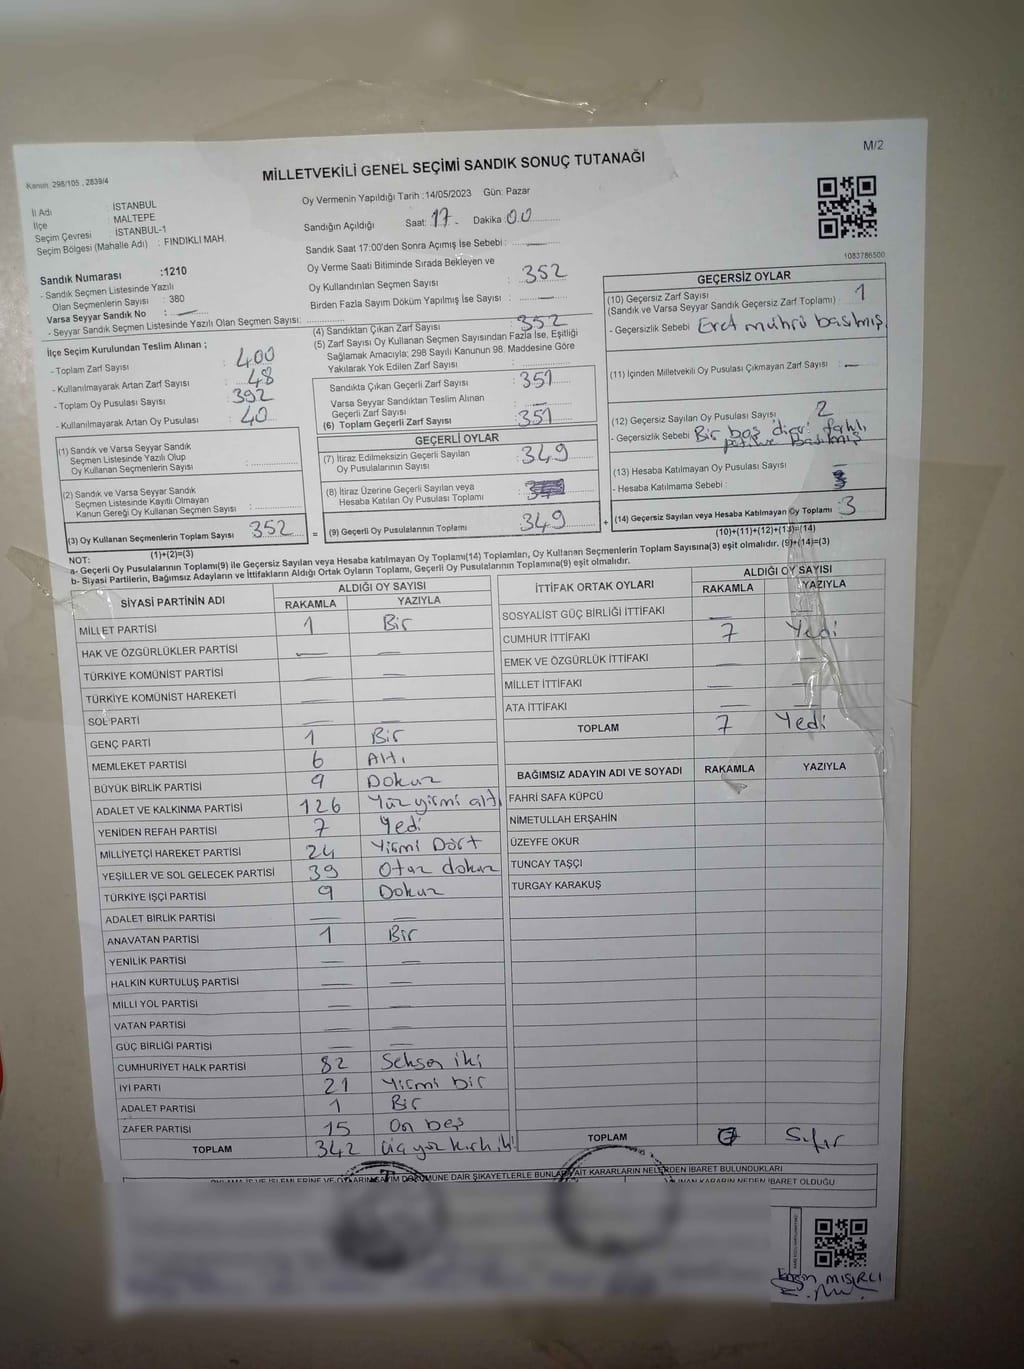 M/2
MİLLETVEKİLİ GENEL SEÇİMİ SANDIK SONUÇ TUTANAĞI
Kanun: 298/105, 2839/4
İl Adı : İSTANBUL
İlçe : MALTEPE
Seçim Çevresi : İSTANBUL-1
Seçim Bölgesi (Mahalle Adı) : FINDIKLI MAH.
Oy Vermenin Yapıldığı Tarih : 14/05/2023 Gün: Pazar
Sandığın Açıldığı Saat: 17 Dakika 00
Sandık Saat 17:00'den Sonra Açılmış İse Sebebi : —
Oy Verme Saati Bitiminde Sırada Bekleyen ve
Oy Kullandırılan Seçmen Sayısı : 352
Birden Fazla Sayım Döküm Yapılmış İse Sayısı : —
1083786500
Sandık Numarası : 1210
- Sandık Seçmen Listesinde Yazılı
Olan Seçmenlerin Sayısı : 380
Varsa Seyyar Sandık No : —
- Seyyar Sandık Seçmen Listesinde Yazılı Olan Seçmen Sayısı:
İlçe Seçim Kurulundan Teslim Alınan ;
- Toplam Zarf Sayısı : 400
- Kullanılmayarak Artan Zarf Sayısı : 48
- Toplam Oy Pusulası Sayısı : 392
- Kullanılmayarak Artan Oy Pusulası : 40
(1) Sandık ve Varsa Seyyar Sandık
Seçmen Listesinde Yazılı Olup
Oy Kullanan Seçmenlerin Sayısı :
(2) Sandık ve Varsa Seyyar Sandık
Seçmen Listesinde Kayıtlı Olmayan
Kanun Gereği Oy Kullanan Seçmen Sayısı :
(3) Oy Kullanan Seçmenlerin Toplam Sayısı 352
(1)+(2)=(3)
(4) Sandıktan Çıkan Zarf Sayısı : 352
(5) Zarf Sayısı Oy Kullanan Seçmen Sayısından Fazla İse, Eşitliği
Sağlamak Amacıyla; 298 Sayılı Kanunun 98. Maddesine Göre
Yakılarak Yok Edilen Zarf Sayısı :
Sandıkta Çıkan Geçerli Zarf Sayısı : 351
Varsa Seyyar Sandıktan Teslim Alınan
Geçerli Zarf Sayısı :
(6) Toplam Geçerli Zarf Sayısı : 351
GEÇERLİ OYLAR
(7) İtiraz Edilmeksizin Geçerli Sayılan
Oy Pusulalarının Sayısı : 349
(8) İtiraz Üzerine Geçerli Sayılan veya
Hesaba Katılan Oy Pusulası Toplamı :
= (9) Geçerli Oy Pusulalarının Toplamı : 349 +
GEÇERSİZ OYLAR
(10) Geçersiz Zarf Sayısı : 1
(Sandık ve Varsa Seyyar Sandık Geçersiz Zarf Toplamı)
- Geçersizlik Sebebi : Evet mührü basılmış
(11) İçinden Milletvekili Oy Pusulası Çıkmayan Zarf Sayısı : —
(12) Geçersiz Sayılan Oy Pusulası Sayısı : 2
- Geçersizlik Sebebi : Bir boş diğeri farklı
basılmış
(13) Hesaba Katılmayan Oy Pusulası Sayısı :
- Hesaba Katılmama Sebebi :
(14) Geçersiz Sayılan veya Hesaba Katılmayan Oy Toplamı : 3
(10)+(11)+(12)+(13)=(14)
NOT:
a- Geçerli Oy Pusulalarının Toplamı(9) ile Geçersiz Sayılan veya Hesaba katılmayan Oy Toplamı(14) Toplamları, Oy Kullanan Seçmenlerin Toplam Sayısına(3) eşit olmalıdır. (9)+(14)=(3)
b- Siyasi Partilerin, Bağımsız Adayların ve İttifakların Aldığı Ortak Oyların Toplamı, Geçerli Oy Pusulalarının Toplamına(9) eşit olmalıdır.
SİYASİ PARTİNİN ADI ALDIĞI OY SAYISI
RAKAMLA YAZIYLA
MİLLET PARTİSİ 1 Bir
HAK VE ÖZGÜRLÜKLER PARTİSİ — —
TÜRKİYE KOMÜNİST PARTİSİ — —
TÜRKİYE KOMÜNİST HAREKETİ — —
SOL PARTİ — —
GENÇ PARTİ 1 Bir
MEMLEKET PARTİSİ 6 Altı
BÜYÜK BİRLİK PARTİSİ 9 Dokuz
ADALET VE KALKINMA PARTİSİ 126 Yüz yirmi altı
YENİDEN REFAH PARTİSİ 7 Yedi
MİLLİYETÇİ HAREKET PARTİSİ 24 Yirmi Dört
YEŞİLLER VE SOL GELECEK PARTİSİ 39 Otuz dokuz
TÜRKİYE İŞÇİ PARTİSİ 9 Dokuz
ADALET BİRLİK PARTİSİ — —
ANAVATAN PARTİSİ 1 Bir
YENİLİK PARTİSİ — —
HALKIN KURTULUŞ PARTİSİ — —
MİLLİ YOL PARTİSİ — —
VATAN PARTİSİ — —
GÜÇ BİRLİĞİ PARTİSİ — —
CUMHURİYET HALK PARTİSİ 82 Seksen iki
İYİ PARTİ 21 Yirmi bir
ADALET PARTİSİ 1 Bir
ZAFER PARTİSİ 15 On beş
TOPLAM 342 Üç yüz kırk iki
İTTİFAK ORTAK OYLARI ALDIĞI OY SAYISI
RAKAMLA YAZIYLA
SOSYALİST GÜÇ BİRLİĞİ İTTİFAKI — —
CUMHUR İTTİFAKI 7 Yedi
EMEK VE ÖZGÜRLÜK İTTİFAKI — —
MİLLET İTTİFAKI — —
ATA İTTİFAKI — —
TOPLAM 7 Yedi
BAĞIMSIZ ADAYIN ADI VE SOYADI RAKAMLA YAZIYLA
FAHRİ SAFA KÜPCÜ
NİMETULLAH ERŞAHİN
ÜZEYFE OKUR
TUNCAY TAŞÇI
TURGAY KARAKUŞ
TOPLAM 0 Sıfır
DÖKÜMÜNE DAİR ŞİKAYETLERLE BUNLARA AİT KARARLARIN NELERDEN İBARET BULUNDUKLARI
KARARIN NEDEN İBARET OLDUĞU
MISIRLI